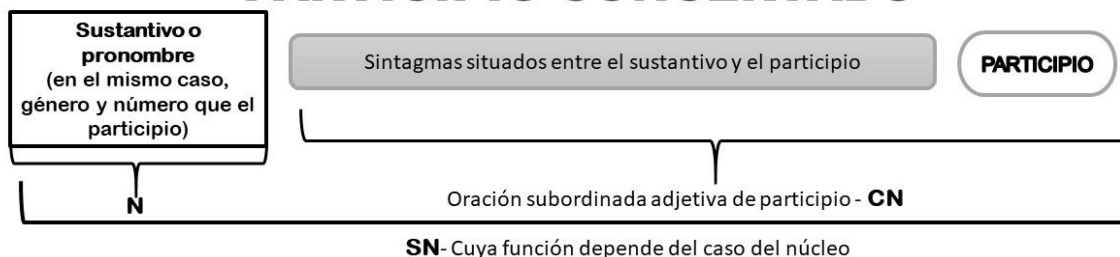 Sustantivo o
pronombre
(en el mismo caso,
género y número que el
participio)
Sintagmas situados entre el sustantivo y el participio
PARTICIPIO
N
Oración subordinada adjetiva de participio - CN
SN- Cuya función depende del caso del núcleo